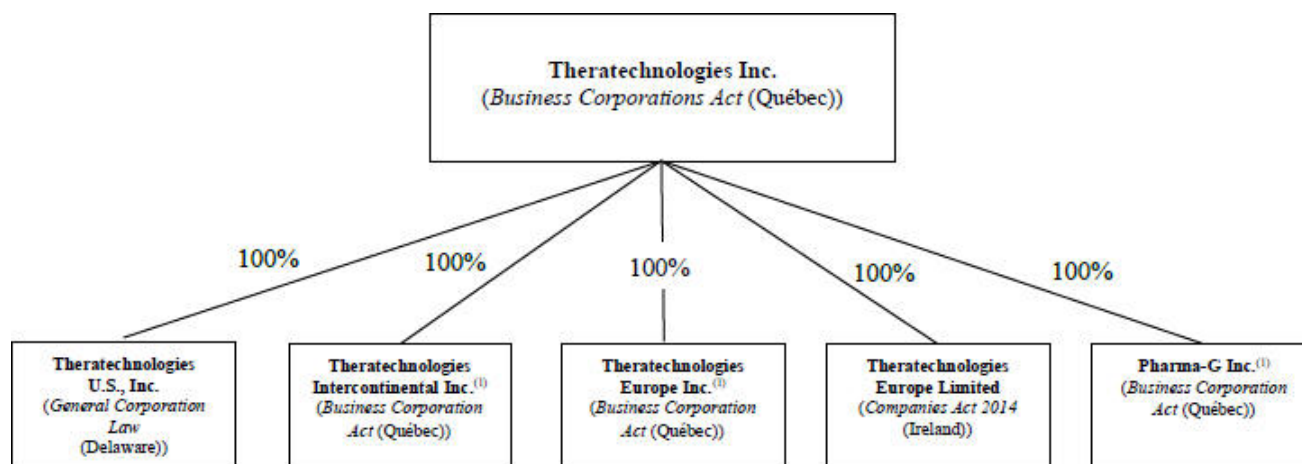 Theratechnologies Inc.
(Business Corporations Act (Québec))
100%
100%
100%
100%
100%
Theratechnologies
U.S., Inc.
(General Corporation
Law
(Delaware))
Theratechnologies
Intercontinental Inc.(1)
(Business Corporation
Act (Québec))
Theratechnologies
Europe Inc.(1)
(Business Corporation
Act (Québec))
Theratechnologies
Europe Limited
(Companies Act 2014
(Ireland))
Pharma-G Inc.(1)
(Business Corporation
Act (Québec))